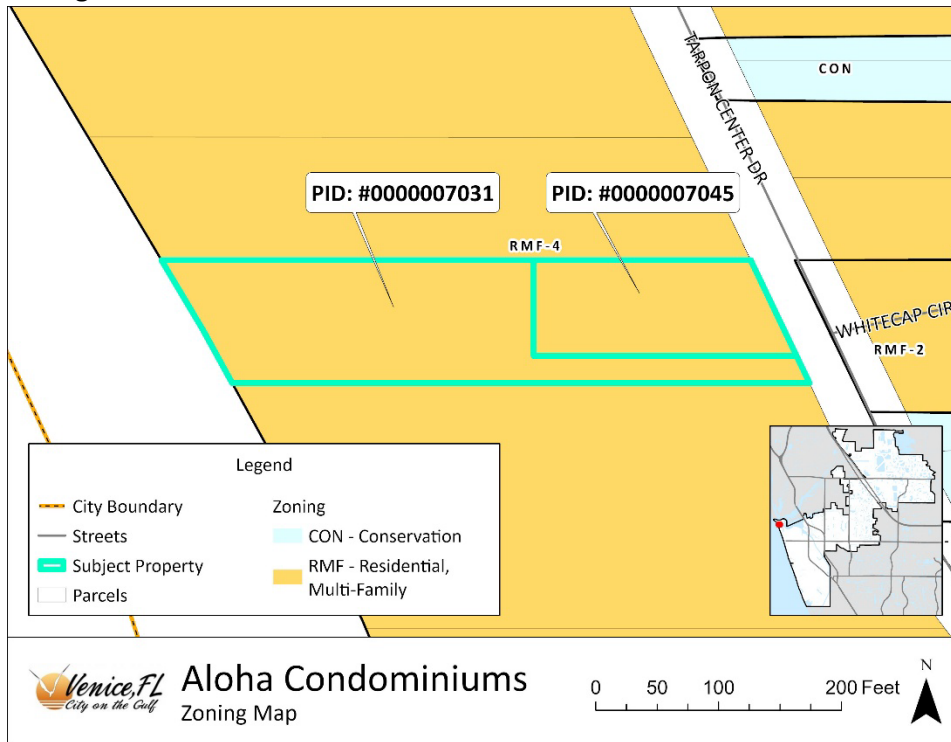 TARPON CENTER DR
CON
PID: #0000007031
PID: #0000007045
RMF-4
WHITECAP CIR
RMF-2
Legend
City Boundary
Streets
Subject Property
Parcels
Zoning
CON - Conservation
RMF - Residential,
Multi-Family
Venice, FL
City on the Gulf
Aloha Condominiums
Zoning Map
0 50 100 200 Feet
N